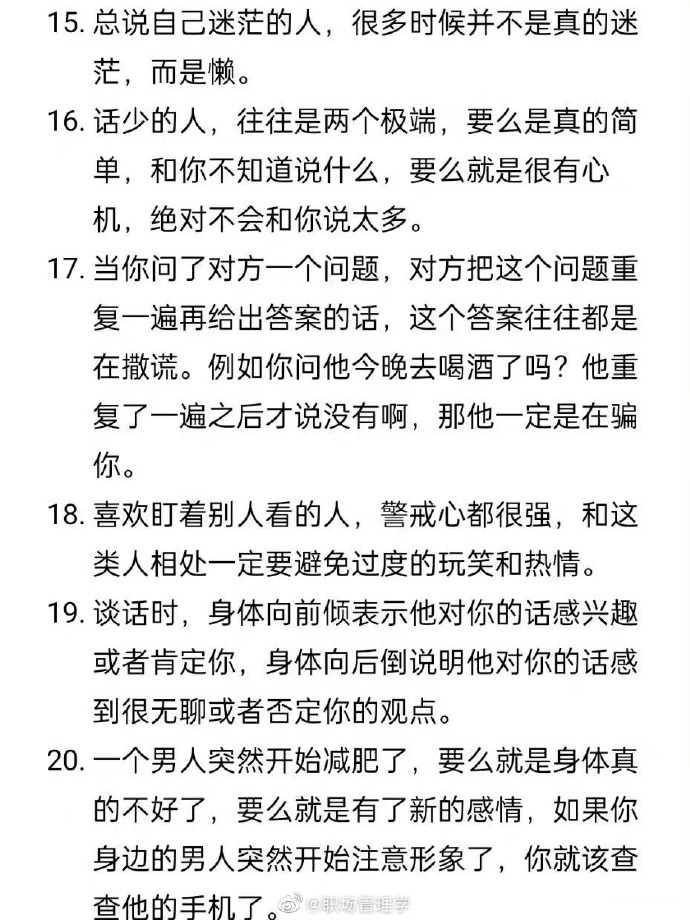 15. 总说自己迷茫的人，很多时候并不是真的迷
茫，而是懒。
16. 话少的人，往往是两个极端，要么是真的简
单，和你不知道说什么，要么就是很有心
机，绝对不会和你说太多。
17. 当你问了对方一个问题，对方把这个问题重
复一遍再给出答案的话，这个答案往往都是
在撒谎。例如你问他今晚去喝酒了吗？他重
复了一遍之后才说没有啊，那他一定是在骗
你。
18. 喜欢盯着别人看的人，警戒心都很强，和这
类人相处一定要避免过度的玩笑和热情。
19. 谈话时，身体向前倾表示他对你的话感兴趣
或者肯定你，身体向后倒说明他对你的话感
到很无聊或者否定你的观点。
20. 一个男人突然开始减肥了，要么就是身体真
的不好了，要么就是有了新的感情，如果你
身边的男人突然开始注意形象了，你就该查
查他的手机了。
@职场管理学